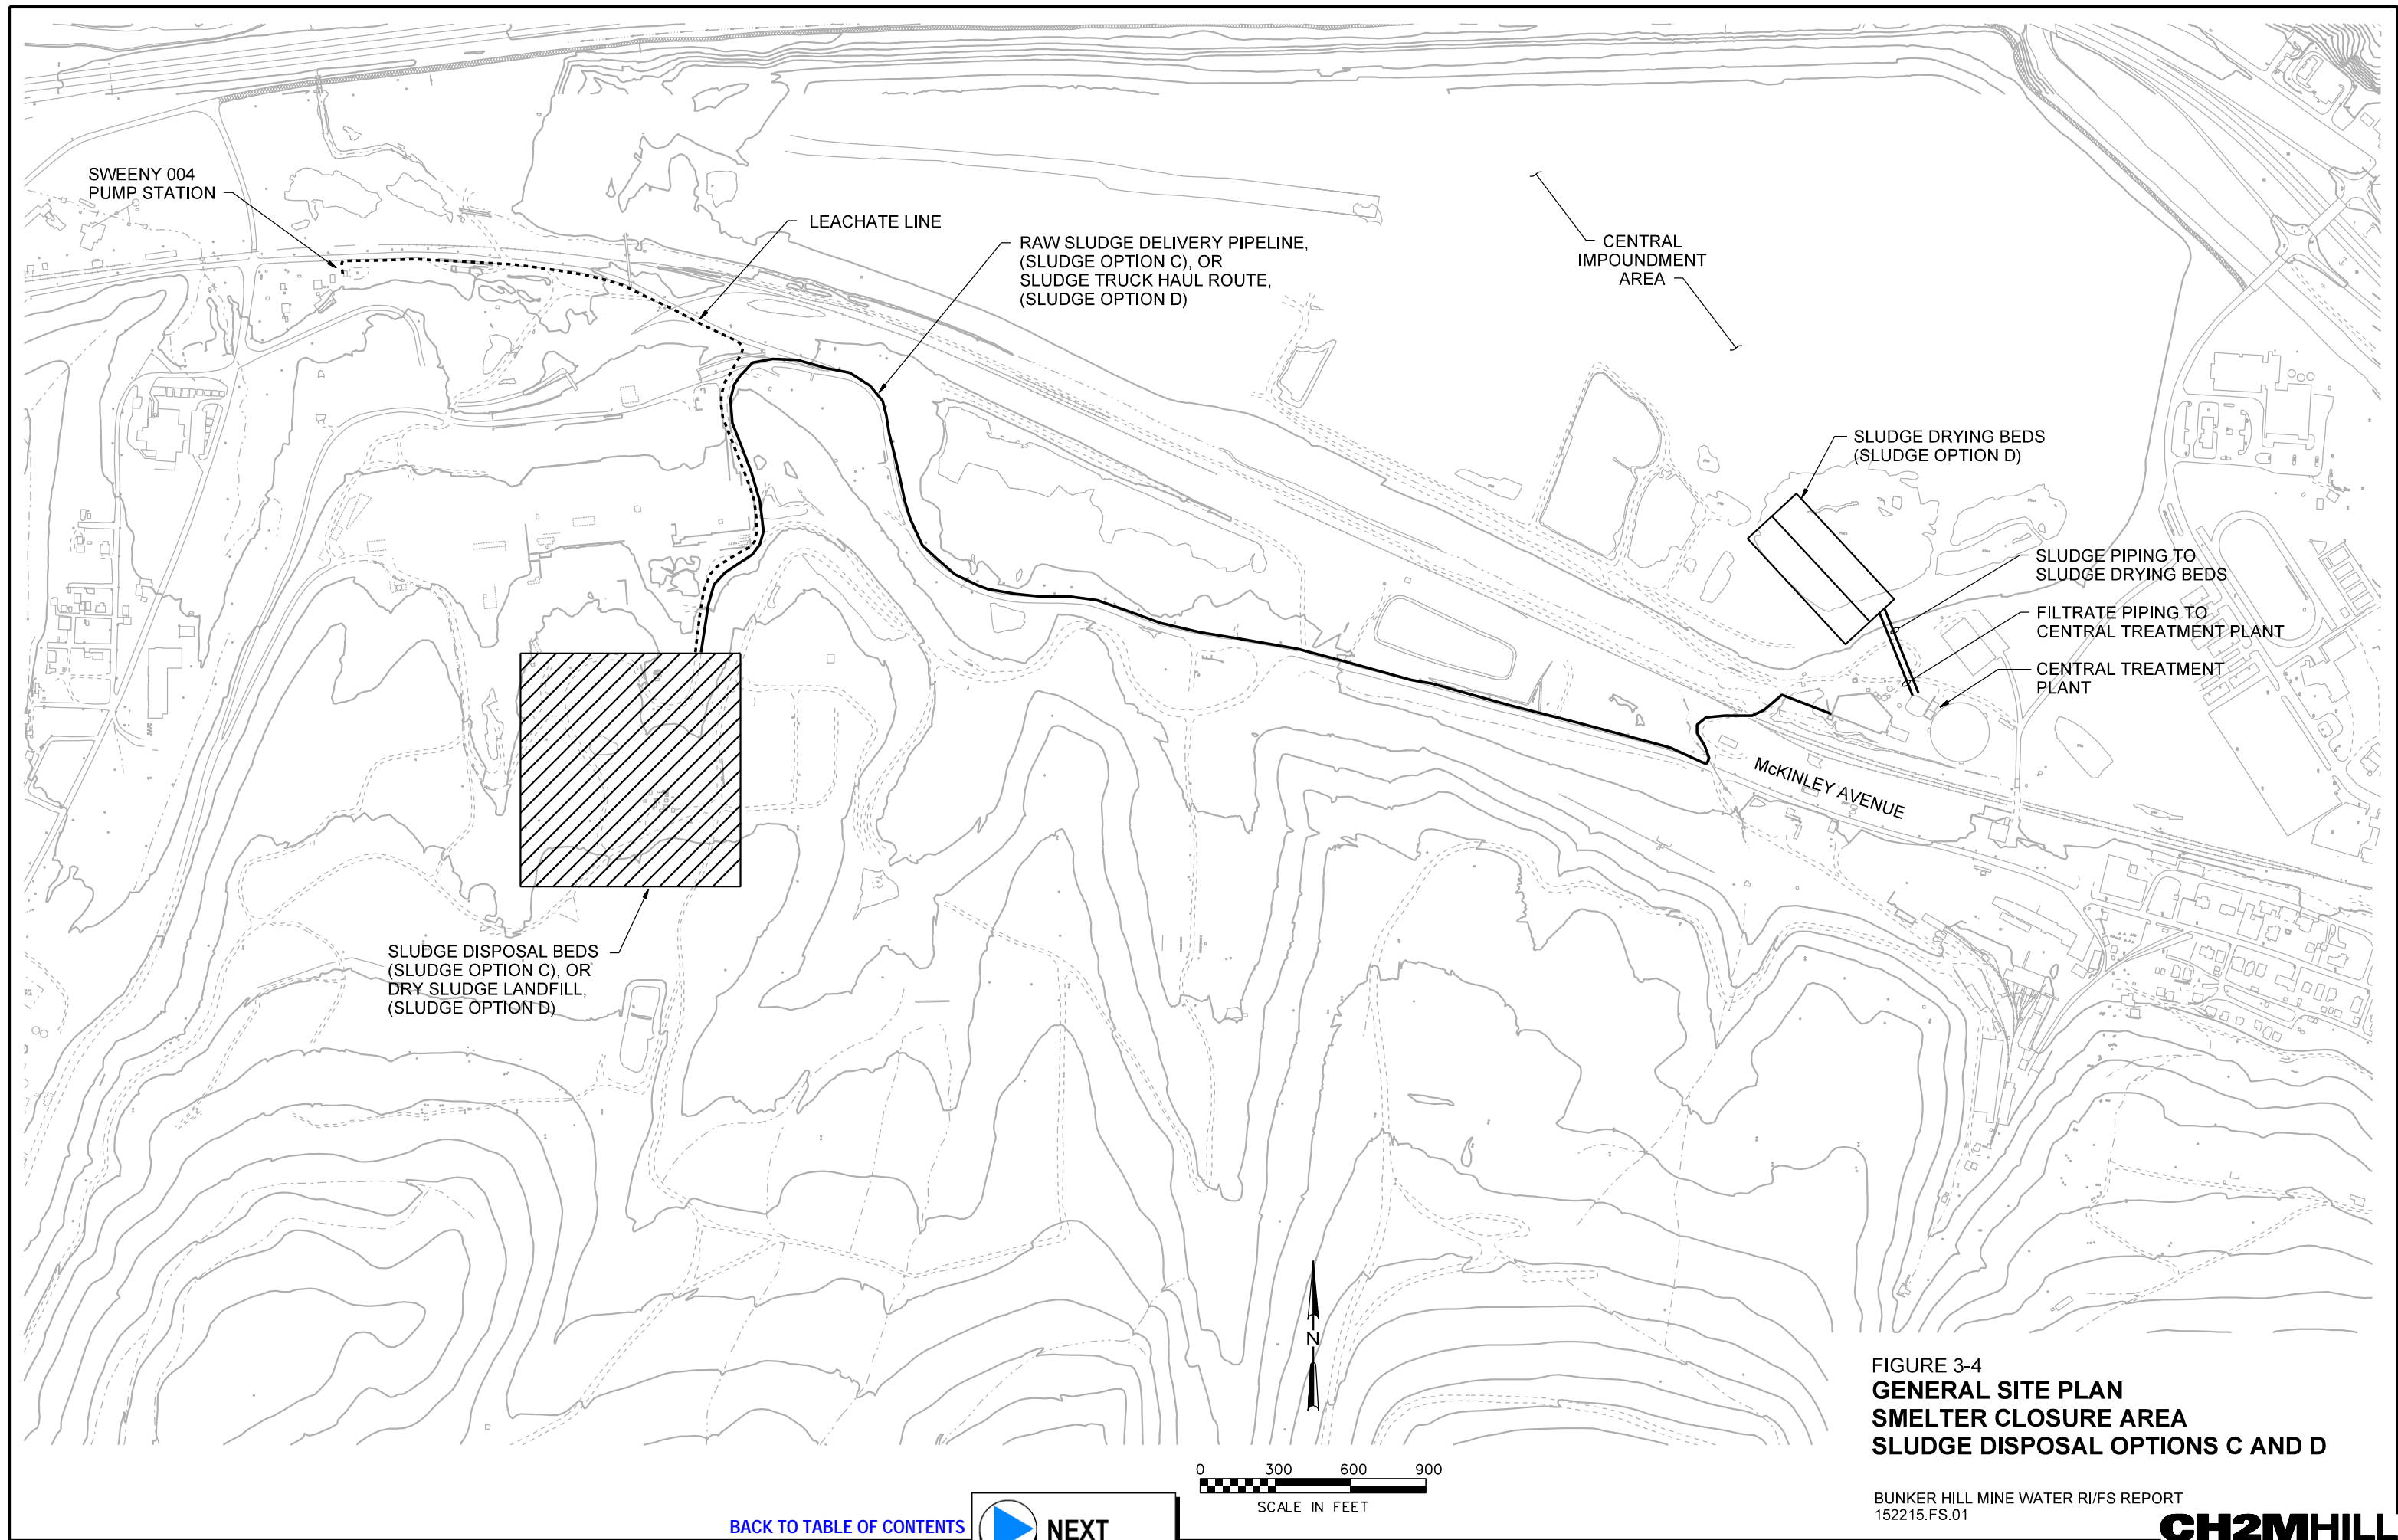 SWEENY 004
PUMP STATION
LEACHATE LINE
RAW SLUDGE DELIVERY PIPELINE,
(SLUDGE OPTION C), OR
SLUDGE TRUCK HAUL ROUTE,
(SLUDGE OPTION D)
CENTRAL
IMPOUNDMENT
AREA
SLUDGE DRYING BEDS
(SLUDGE OPTION D)
SLUDGE PIPING TO
SLUDGE DRYING BEDS
FILTRATE PIPING TO
CENTRAL TREATMENT PLANT
CENTRAL TREATMENT
PLANT
McKINLEY AVENUE
SLUDGE DISPOSAL BEDS
(SLUDGE OPTION C), OR
DRY SLUDGE LANDFILL,
(SLUDGE OPTION D)
N
FIGURE 3-4
GENERAL SITE PLAN
SMELTER CLOSURE AREA
SLUDGE DISPOSAL OPTIONS C AND D
0 300 600 900
SCALE IN FEET
BUNKER HILL MINE WATER RI/FS REPORT
152215.FS.01
CH2MHILL
BACK TO TABLE OF CONTENTS
NEXT